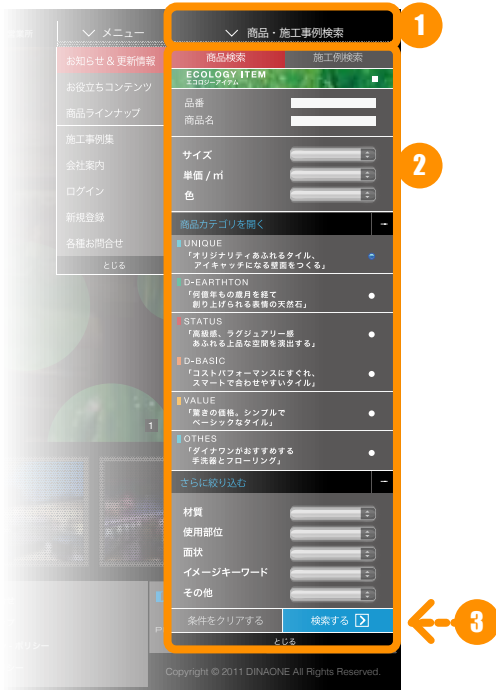 メニュー
商品・施工事例検索
1
お知らせ & 更新情報
お役立ちコンテンツ
商品ラインナップ
施工事例集
会社案内
ログイン
新規登録
各種お問合せ
とじる
1
商品検索
施工例検索
ECOLOGY ITEM
エコロジーアイテム
品番
商品名
サイズ
単価 / ㎡
色
2
商品カテゴリを開く
UNIQUE
「オリジナリティあふれるタイル、
アイキャッチになる壁面をつくる」
D-EARTHTON
「何億年もの歳月を経て
創り上げられる表情の天然石」
STATUS
「高級感、ラグジュアリー感
あふれる上品な空間を演出する」
D-BASIC
「コストパフォーマンスにすぐれ、
スマートで合わせやすいタイル」
VALUE
「驚きの価格。シンプルで
ベーシックなタイル」
OTHES
「ダイナワンがおすすめする
手洗器とフローリング」
さらに絞り込む
材質
使用部位
面状
イメージキーワード
その他
条件をクリアする
検索する
3
とじる
リシー
Copyright © 2011 DINAONE All Rights Reserved.